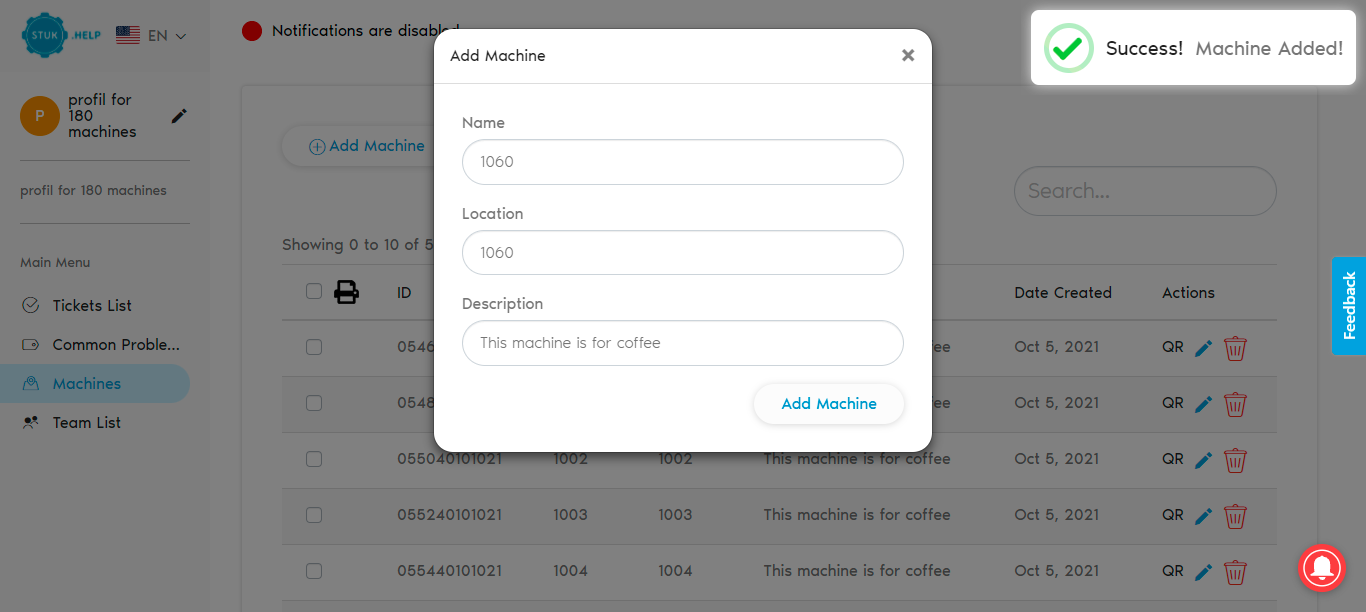 STUK .HELP
EN
Notifications are disabled
Success! Machine Added!
P
profil for
180
machines
profil for 180 machines
Main Menu
Tickets List
Common Proble...
Machines
Team List
Add Machine
Name
1060
Location
1060
Description
This machine is for coffee
Add Machine
Add Machine
Search...
Showing 0 to 10 of 5
ID
Date Created
Actions
0546
Oct 5, 2021
QR
0548
Oct 5, 2021
QR
055040101021 1002 1002 This machine is for coffee Oct 5, 2021 QR
055240101021 1003 1003 This machine is for coffee Oct 5, 2021 QR
055440101021 1004 1004 This machine is for coffee Oct 5, 2021 QR
Feedback